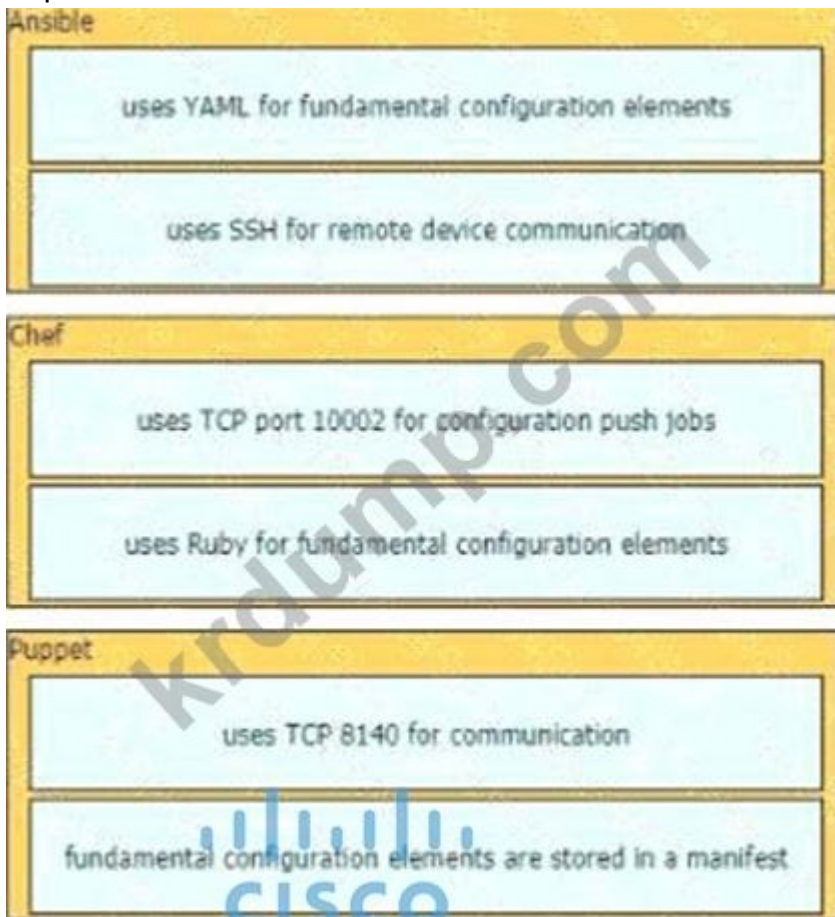 Ansible
uses YAML for fundamental configuration elements
uses SSH for remote device communication
Chef
uses TCP port 10002 for configuration push jobs
uses Ruby for fundamental configuration elements
Puppet
uses TCP 8140 for communication
fundamental configuration elements are stored in a manifest
CISCO
krdump.com